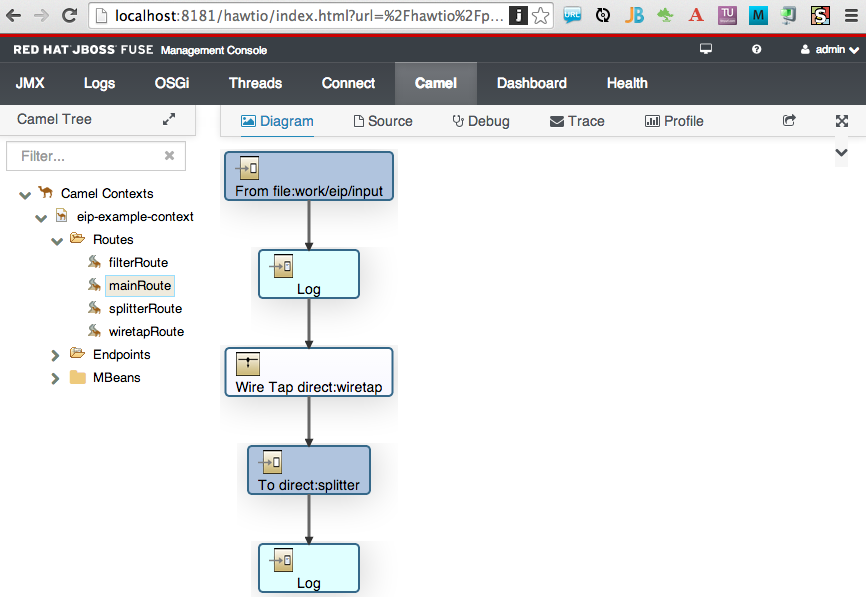 localhost:8181/hawtio/index.html?url=%2Fhawtio%2Fp...
j
URL
JB
A
TU
M
S
RED HAT JBOSS FUSE Management Console
admin
JMX Logs OSGi Threads Connect Camel Dashboard Health
Camel Tree
Diagram Source Debug Trace Profile
Filter...
Camel Contexts
eip-example-context
Routes
filterRoute
mainRoute
splitterRoute
wiretapRoute
Endpoints
MBeans
From file:work/eip/input
Log
Wire Tap direct:wiretap
To direct:splitter
Log